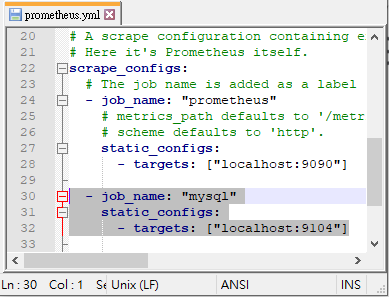 prometheus.yml
20 # A scrape configuration containing e
21 # Here it's Prometheus itself.
22 scrape_configs:
23 # The job name is added as a label
24 - job_name: "prometheus"
25 # metrics_path defaults to '/metr
26 # scheme defaults to 'http'.
27 static_configs:
28 - targets: ["localhost:9090"]
29
30 - job_name: "mysql"
31 static_configs:
32 - targets: ["localhost:9104"]
33
Ln : 30 Col : 1 Se Unix (LF) ANSI INS